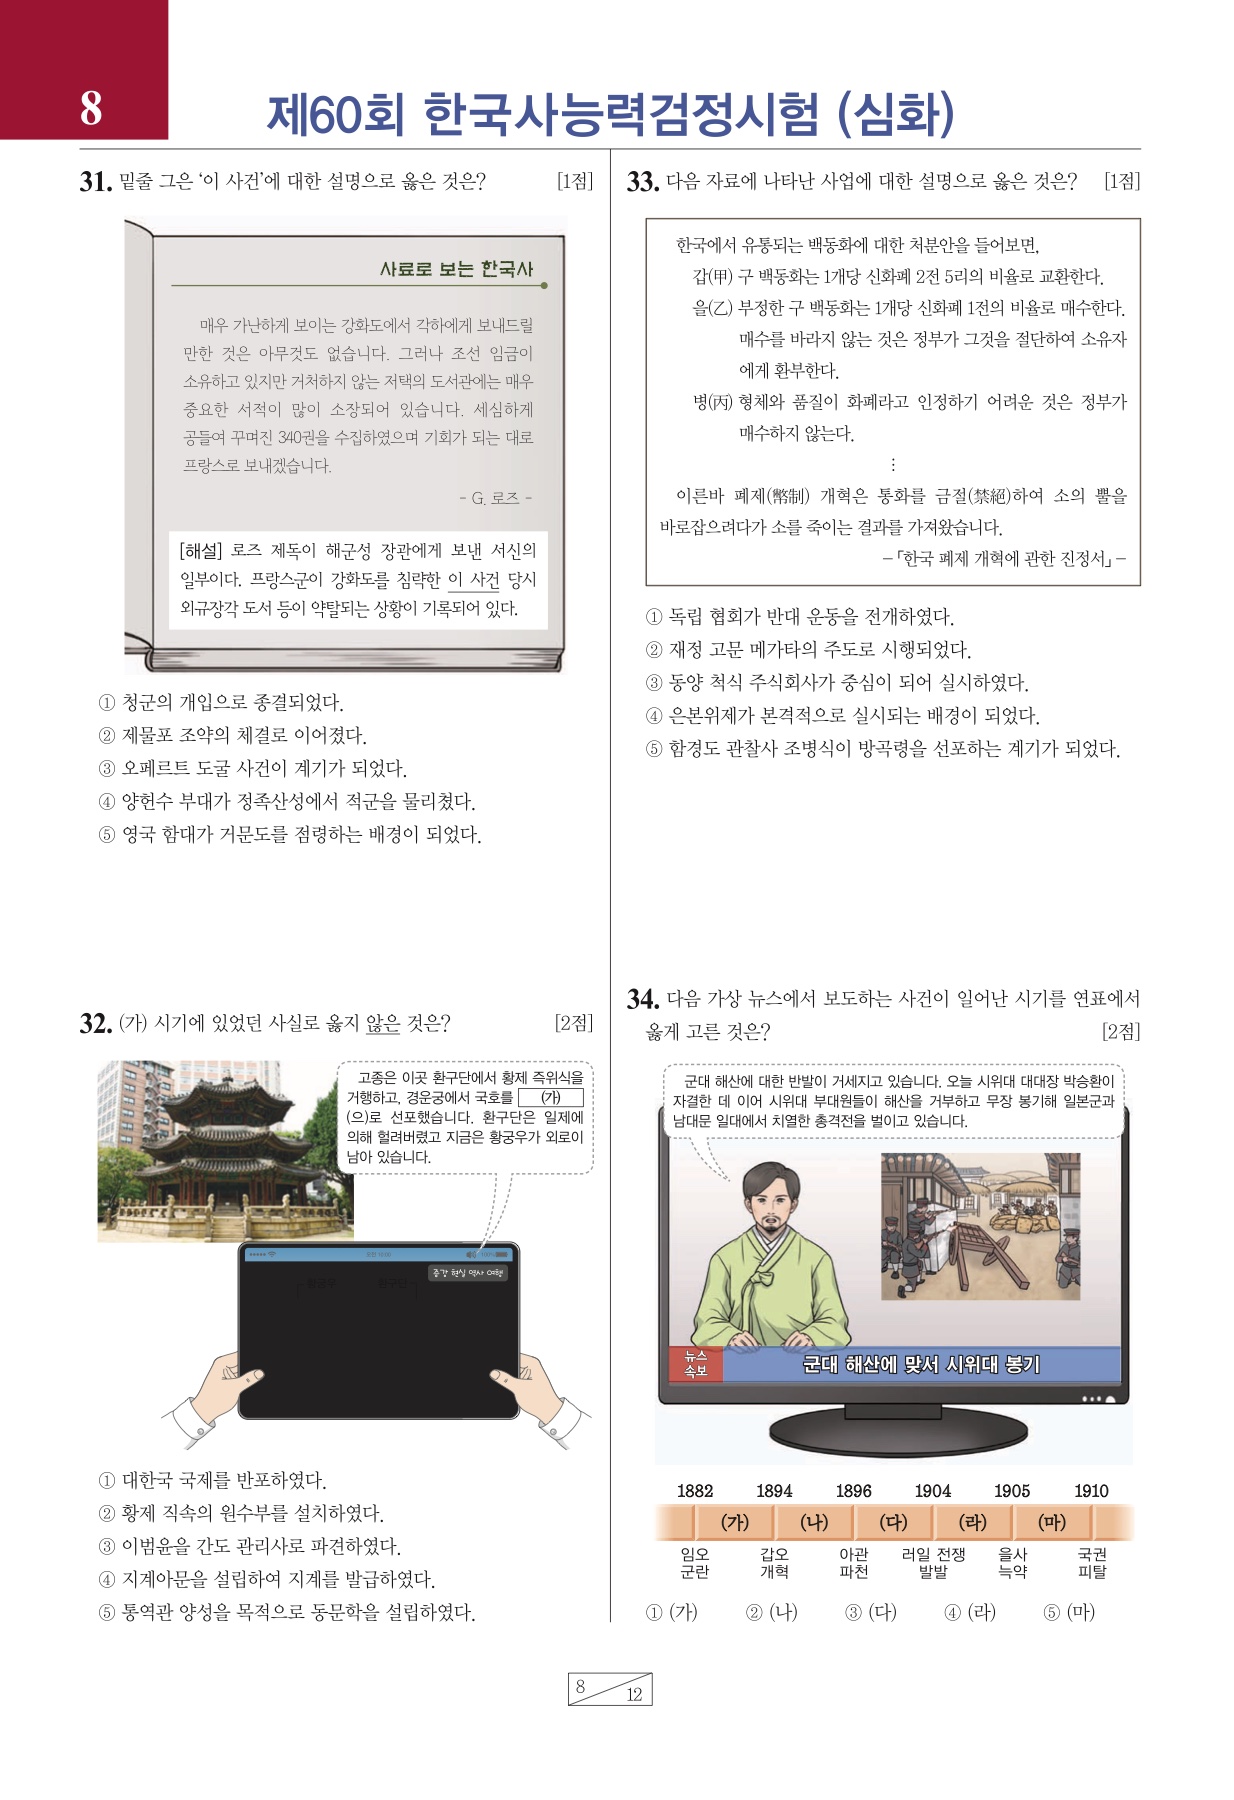 8
제60회 한국사능력검정시험 (심화)
31. 밑줄 그은 ‘이 사건’에 대한 설명으로 옳은 것은? [1점]
사료로 보는 한국사
매우 가난하게 보이는 강화도에서 각하에게 보내드릴
만한 것은 아무것도 없습니다. 그러나 조선 임금이
소유하고 있지만 거처하지 않는 저택의 도서관에는 매우
중요한 서적이 많이 소장되어 있습니다. 세심하게
공들여 꾸며진 340권을 수집하였으며 기회가 되는 대로
프랑스로 보내겠습니다.
- G. 로즈 -
[해설] 로즈 제독이 해군성 장관에게 보낸 서신의
일부이다. 프랑스군이 강화도를 침략한 이 사건 당시
외규장각 도서 등이 약탈되는 상황이 기록되어 있다.
① 청군의 개입으로 종결되었다.
② 제물포 조약의 체결로 이어졌다.
③ 오페르트 도굴 사건이 계기가 되었다.
④ 양헌수 부대가 정족산성에서 적군을 물리쳤다.
⑤ 영국 함대가 거문도를 점령하는 배경이 되었다.
32. (가) 시기에 있었던 사실로 옳지 않은 것은? [2점]
고종은 이곳 환구단에서 황제 즉위식을
거행하고, 경운궁에서 국호를 (가)
(으)로 선포했습니다. 환구단은 일제에
의해 헐려버렸고 지금은 황궁우가 외로이
남아 있습니다.
오전 10:00 100%
증강 현실 역사 여행
황궁우 환구단
① 대한국 국제를 반포하였다.
② 황제 직속의 원수부를 설치하였다.
③ 이범윤을 간도 관리사로 파견하였다.
④ 지계아문을 설립하여 지계를 발급하였다.
⑤ 통역관 양성을 목적으로 동문학을 설립하였다.
33. 다음 자료에 나타난 사업에 대한 설명으로 옳은 것은? [1점]
한국에서 유통되는 백동화에 대한 처분안을 들어보면,
갑(甲) 구 백동화는 1개당 신화폐 2전 5리의 비율로 교환한다.
을(乙) 부정한 구 백동화는 1개당 신화폐 1전의 비율로 매수한다.
매수를 바라지 않는 것은 정부가 그것을 절단하여 소유자
에게 환부한다.
병(丙) 형체와 품질이 화폐라고 인정하기 어려운 것은 정부가
매수하지 않는다.
⋮
이른바 폐제(幣制) 개혁은 통화를 금절(禁絕)하여 소의 뿔을
바로잡으려다가 소를 죽이는 결과를 가져왔습니다.
－｢한국 폐제 개혁에 관한 진정서｣－
① 독립 협회가 반대 운동을 전개하였다.
② 재정 고문 메가타의 주도로 시행되었다.
③ 동양 척식 주식회사가 중심이 되어 실시하였다.
④ 은본위제가 본격적으로 실시되는 배경이 되었다.
⑤ 함경도 관찰사 조병식이 방곡령을 선포하는 계기가 되었다.
34. 다음 가상 뉴스에서 보도하는 사건이 일어난 시기를 연표에서
옳게 고른 것은? [2점]
군대 해산에 대한 반발이 거세지고 있습니다. 오늘 시위대 대대장 박승환이
자결한 데 이어 시위대 부대원들이 해산을 거부하고 무장 봉기해 일본군과
남대문 일대에서 치열한 총격전을 벌이고 있습니다.
뉴스
속보
군대 해산에 맞서 시위대 봉기
1882 1894 1896 1904 1905 1910
(가) (나) (다) (라) (마)
임오 갑오 아관 러일 전쟁 을사 국권
군란 개혁 파천 발발 늑약 피탈
① (가) ② (나) ③ (다) ④ (라) ⑤ (마)
8
12